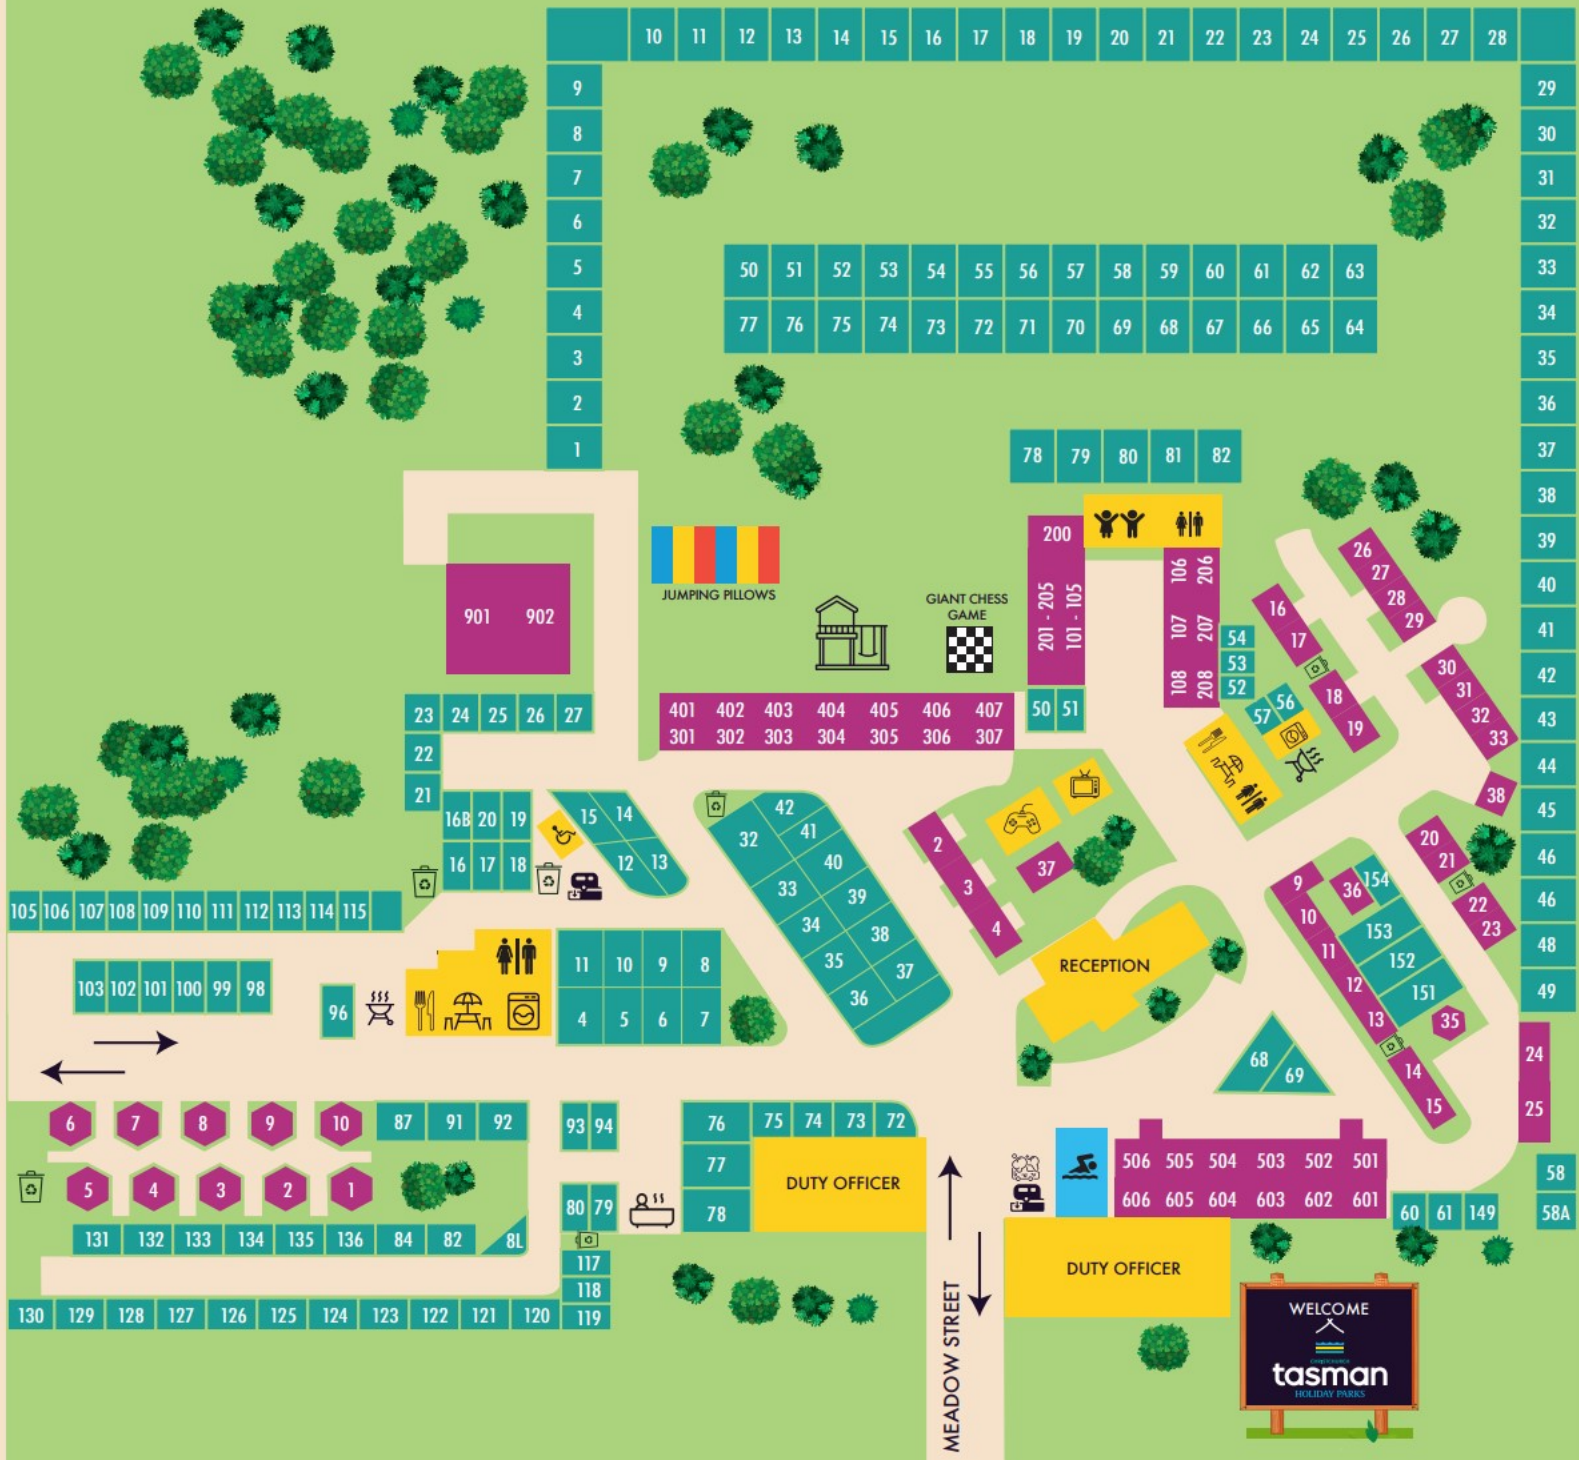 10 11 12 13 14 15 16 17 18 19 20 21 22 23 24 25 26 27 28
9
8
7
6
5
4
3
2
1
29
30
31
32
33
34
35
36
37
38
39
40
41
42
43
44
45
46
46
48
49
50 51 52 53 54 55 56 57 58 59 60 61 62 63
77 76 75 74 73 72 71 70 69 68 67 66 65 64
78 79 80 81 82
JUMPING PILLOWS
GIANT CHESS
GAME
901 902
200
201 - 205
101 - 105
106 206
107 207
108 208
54
53
52
50 51
56
57
16
17
18
19
26
27
28
29
30
31
32
33
38
23 24 25 26 27
22
21
401 402 403 404 405 406 407
301 302 303 304 305 306 307
16B 20 19
16 17 18
15 14
12 13
42
32 41
40
33 39
34 38
35 37
36
2
3
4
37
20
21
22
23
9
10
11
12
13
14
15
36
154
153
152
151
35
24
25
RECEPTION
105 106 107 108 109 110 111 112 113 114 115
103 102 101 100 99 98
96
11 10 9 8
4 5 6 7
68
69
6 7 8 9 10
5 4 3 2 1
87 91 92
93 94
80 79
76 75 74 73 72
77
78
DUTY OFFICER
506 505 504 503 502 501
606 605 604 603 602 601
58
58A
60 61 149
DUTY OFFICER
131 132 133 134 135 136 84 82 8L
117
118
119
130 129 128 127 126 125 124 123 122 121 120
MEADOW STREET
WELCOME
tasman
HOLIDAY PARKS